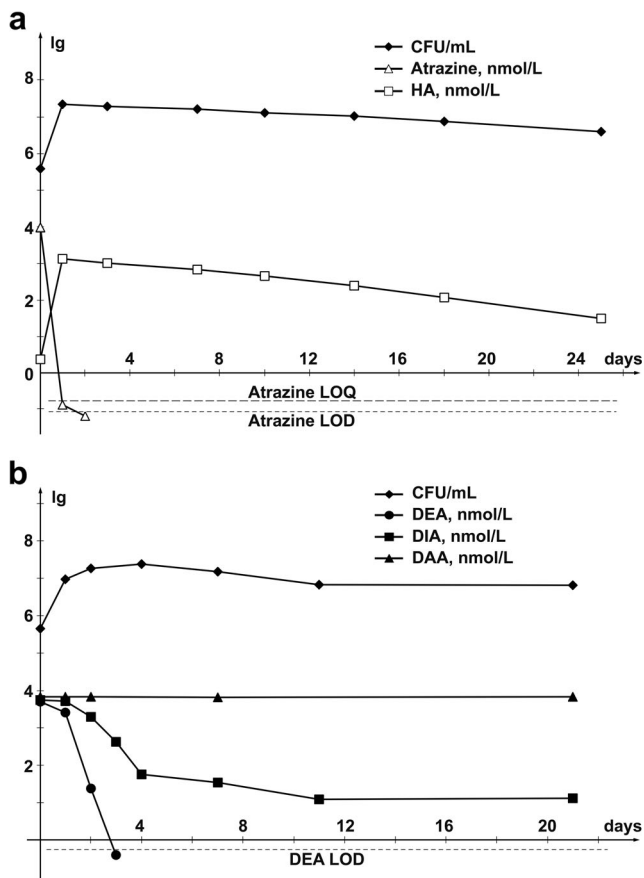 a
lg
CFU/mL
Atrazine, nmol/L
HA, nmol/L
8
6
4
2
0
4 8 12 16 20 24 days
Atrazine LOQ
Atrazine LOD
b
lg
CFU/mL
DEA, nmol/L
DIA, nmol/L
DAA, nmol/L
8
6
4
2
4 8 12 16 20 days
DEA LOD